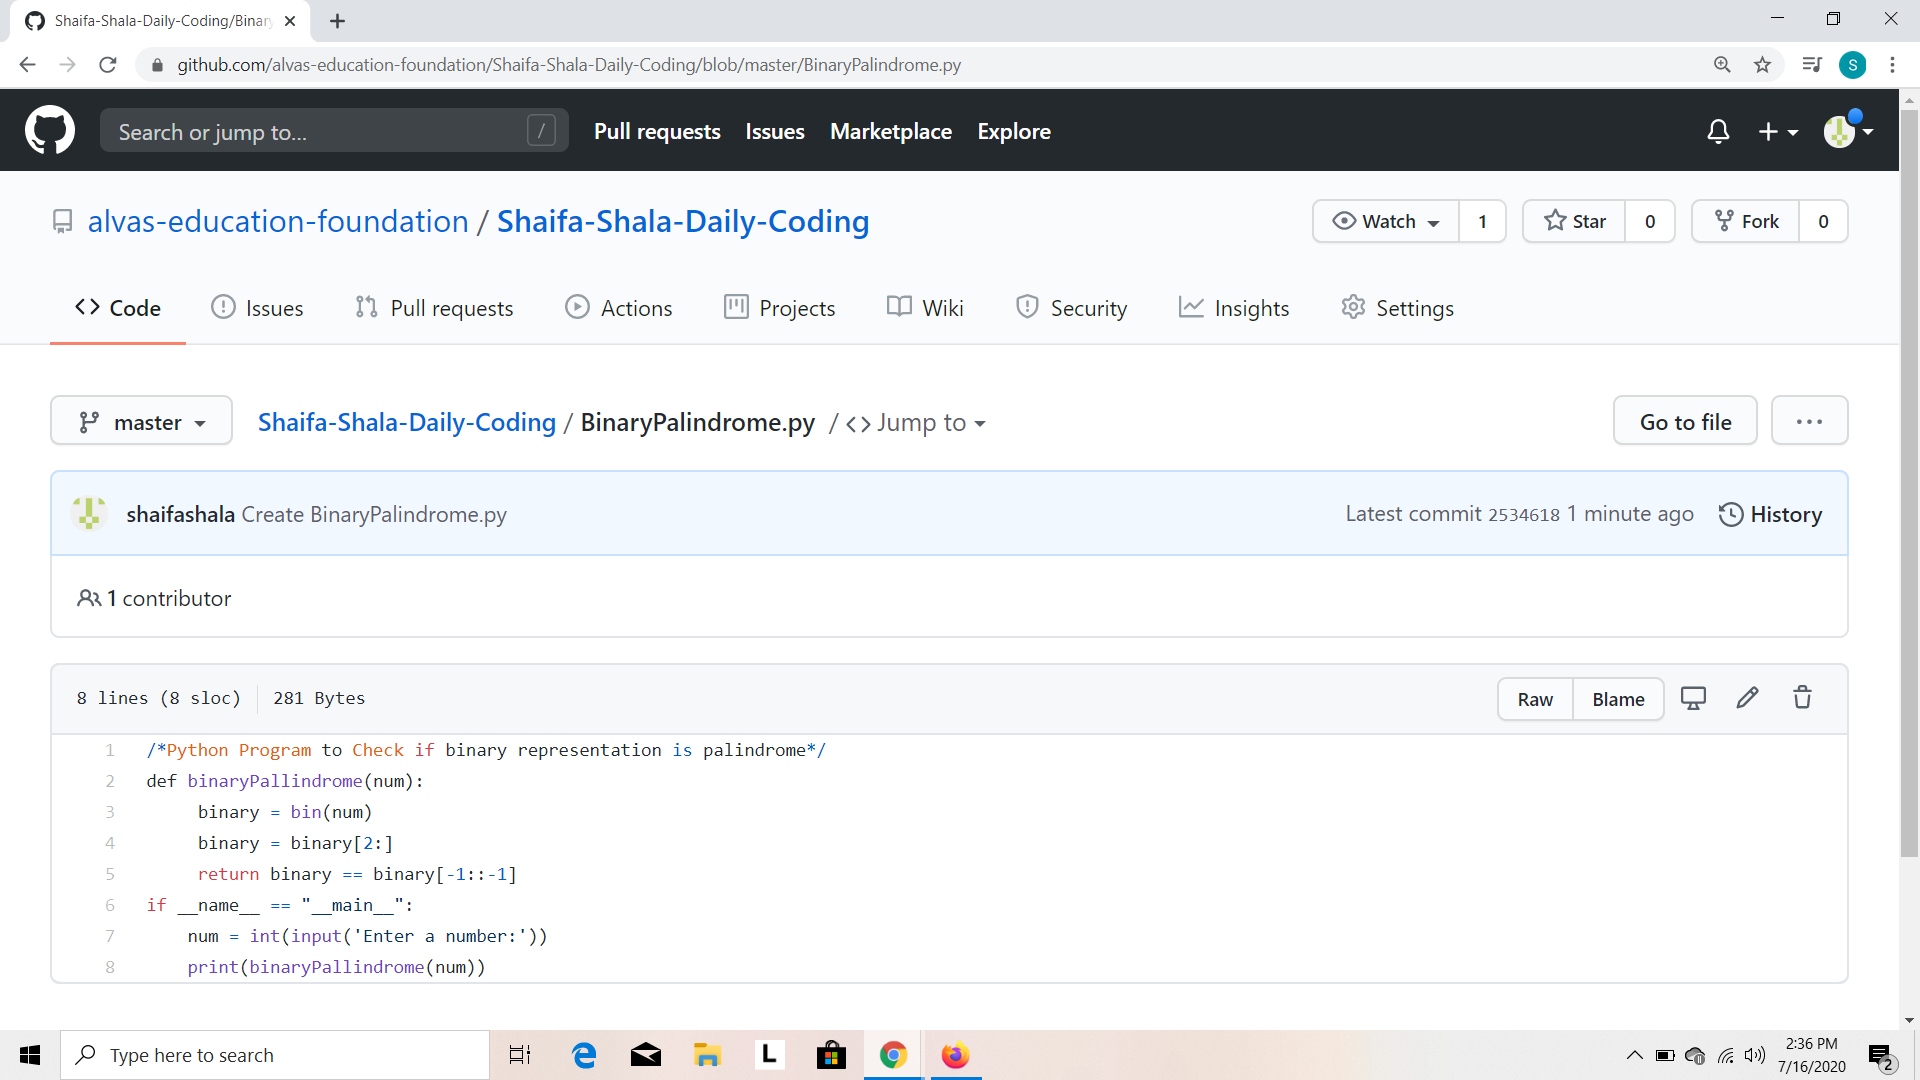 Shaifa-Shala-Daily-Coding/Binar
github.com/alvas-education-foundation/Shaifa-Shala-Daily-Coding/blob/master/BinaryPalindrome.py
S
Search or jump to... /
Pull requests Issues Marketplace Explore
alvas-education-foundation / Shaifa-Shala-Daily-Coding
Watch 1 Star 0 Fork 0
Code Issues Pull requests Actions Projects Wiki Security Insights Settings
master Shaifa-Shala-Daily-Coding / BinaryPalindrome.py / <> Jump to Go to file ...
shaifashala Create BinaryPalindrome.py Latest commit 2534618 1 minute ago History
1 contributor
8 lines (8 sloc) 281 Bytes Raw Blame
1 /*Python Program to Check if binary representation is palindrome*/
2 def binaryPallindrome(num):
3 binary = bin(num)
4 binary = binary[2:]
5 return binary == binary[-1::-1]
6 if __name__ == "__main__":
7 num = int(input('Enter a number:'))
8 print(binaryPallindrome(num))
Type here to search
L
2:36 PM
7/16/2020
2